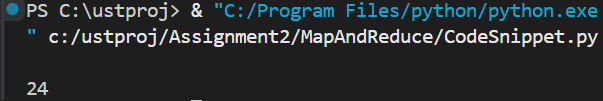 PS C:\ustproj> & "C:/Program Files/python/python.exe
" c:/ustproj/Assignment2/MapAndReduce/CodeSnippet.py
24